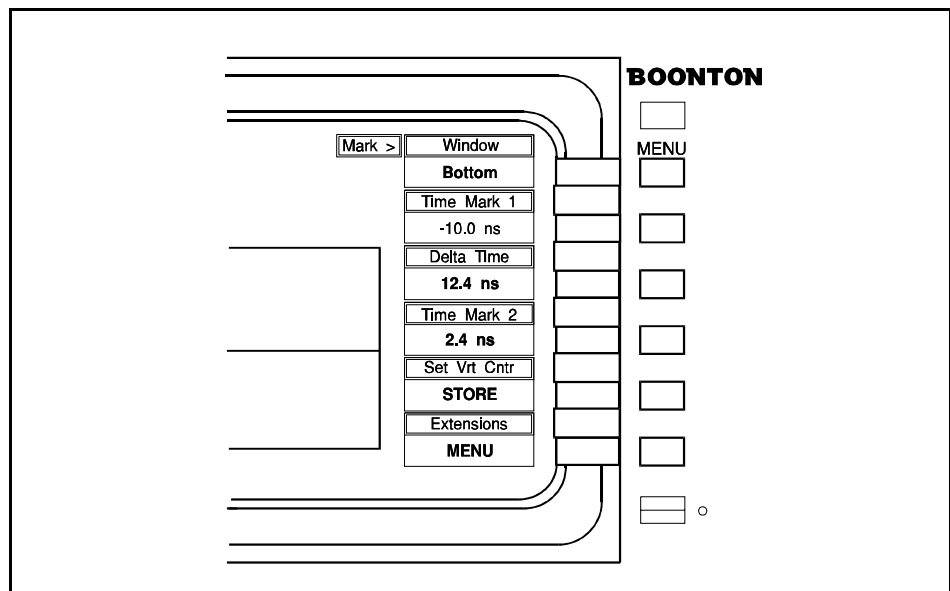 BOONTON
MENU
Mark >
Window
Bottom
Time Mark 1
-10.0 ns
Delta Time
12.4 ns
Time Mark 2
2.4 ns
Set Vrt Cntr
STORE
Extensions
MENU